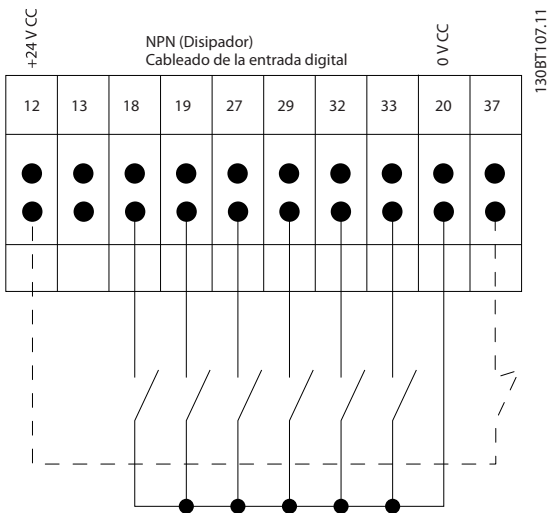 +24 V CC
NPN (Disipador)
Cableado de la entrada digital
0 V CC
130BT107.11
12 13 18 19 27 29 32 33 20 37